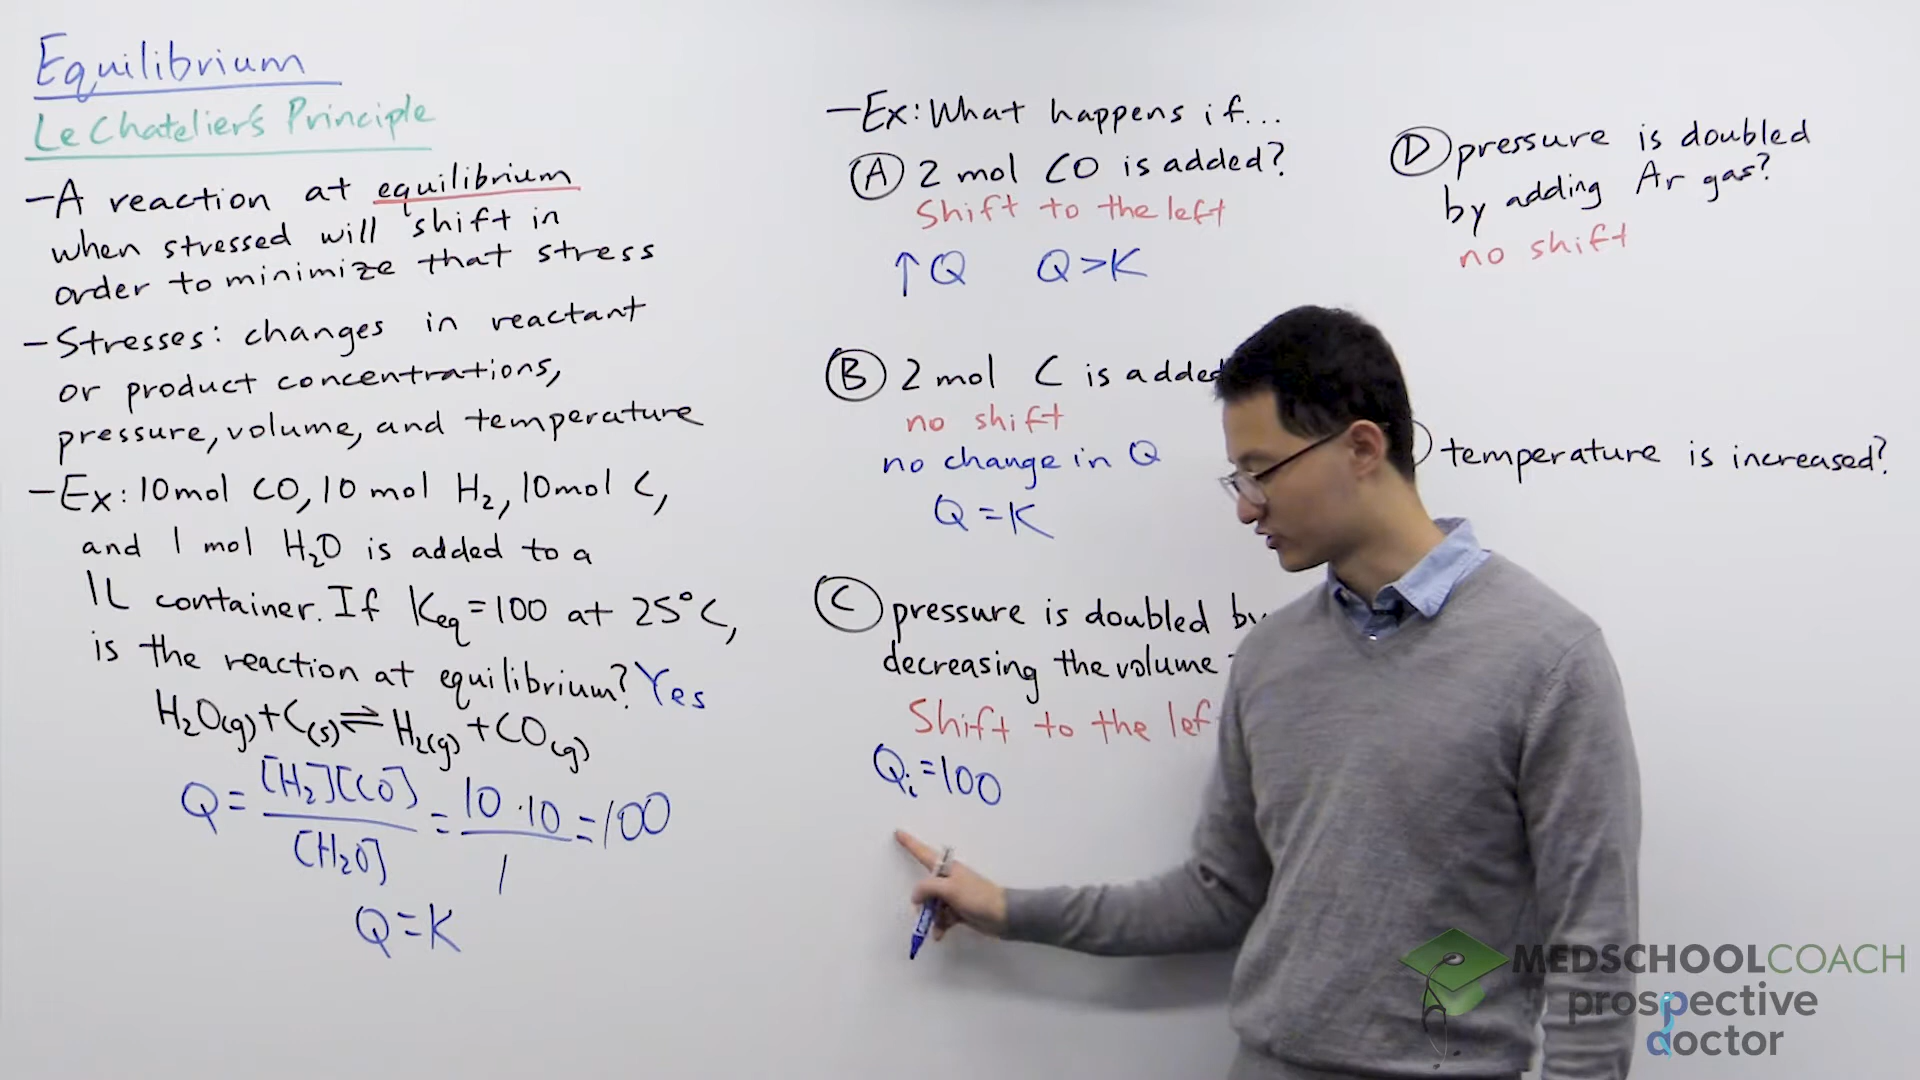 Equilibrium
Le Chatelier's Principle
- A reaction at equilibrium
when stressed will shift in
order to minimize that stress
- Stresses: changes in reactant
or product concentrations,
pressure, volume, and temperature
- Ex: 10 mol CO, 10 mol H₂, 10 mol C,
and 1 mol H₂O is added to a
1L container. If Keq = 100 at 25°C,
is the reaction at equilibrium? Yes
H₂O(g) + C(s) ⇌ H₂(g) + CO(g)
Q = [H₂][CO] / [H₂O] = 10 · 10 / 1 = 100
Q = K
- Ex: What happens if...
Ⓐ 2 mol CO is added?
Shift to the left
↑ Q Q > K
Ⓑ 2 mol C is added
no shift
no change in Q
Q = K
Ⓒ pressure is doubled by
decreasing the volume
Shift to the left
Qi = 100
Ⓓ pressure is doubled
by adding Ar gas?
no shift
temperature is increased?
MEDSCHOOLCOACH
prospective
doctor